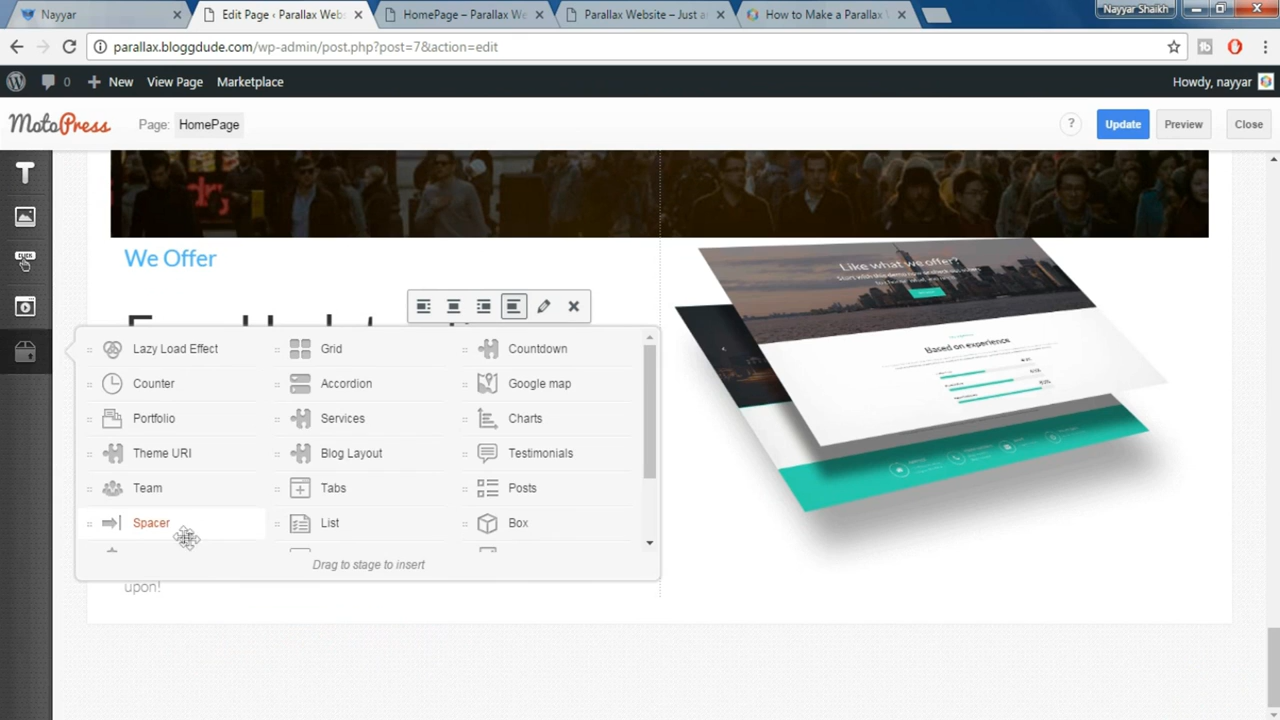 Nayyar Shaikh
Nayyar
Edit Page ‹ Parallax Webs
HomePage – Parallax We
Parallax Website – Just a
How to Make a Parallax
parallax.bloggdude.com/wp-admin/post.php?post=7&action=edit
0 New View Page Marketplace Howdy, nayyar
MotoPress Page: HomePage ? Update Preview Close
T
CLICK
We Offer
Like what we offer?
Based on experience
Lazy Load Effect Grid Countdown
Counter Accordion Google map
Portfolio Services Charts
Theme URI Blog Layout Testimonials
Team Tabs Posts
Spacer List Box
Drag to stage to insert
upon!